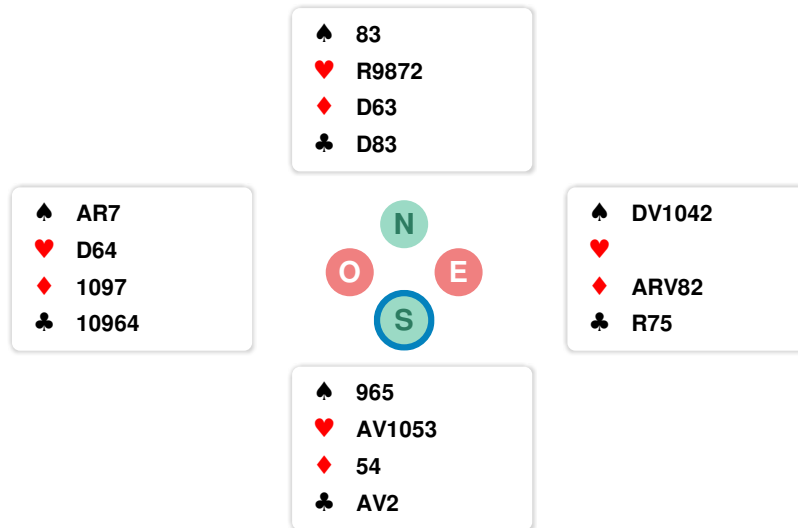 ♠ 83
♥ R9872
♦ D63
♣ D83
♠ AR7
♥ D64
♦ 1097
♣ 10964
N
O E
S
♠ DV1042
♥
♦ ARV82
♣ R75
♠ 965
♥ AV1053
♦ 54
♣ AV2